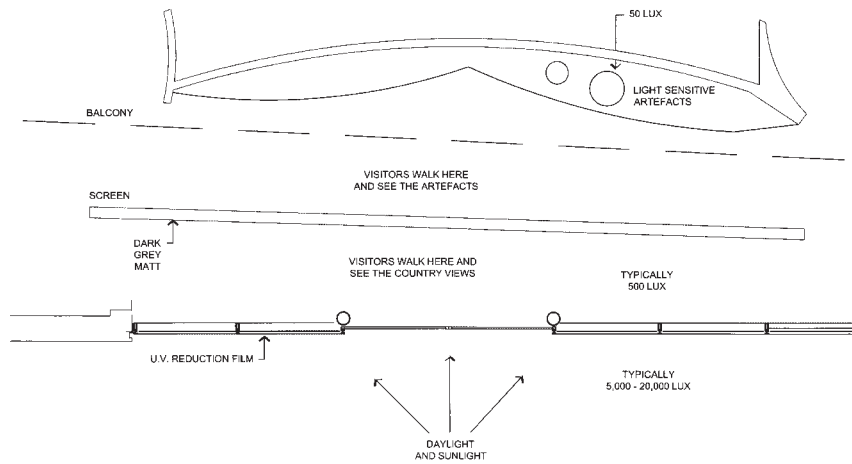 50 LUX
LIGHT SENSITIVE
ARTEFACTS
BALCONY
VISITORS WALK HERE
AND SEE THE ARTEFACTS
SCREEN
DARK
GREY
MATT
VISITORS WALK HERE AND
SEE THE COUNTRY VIEWS
TYPICALLY
500 LUX
U.V. REDUCTION FILM
TYPICALLY
5,000 - 20,000 LUX
DAYLIGHT
AND SUNLIGHT